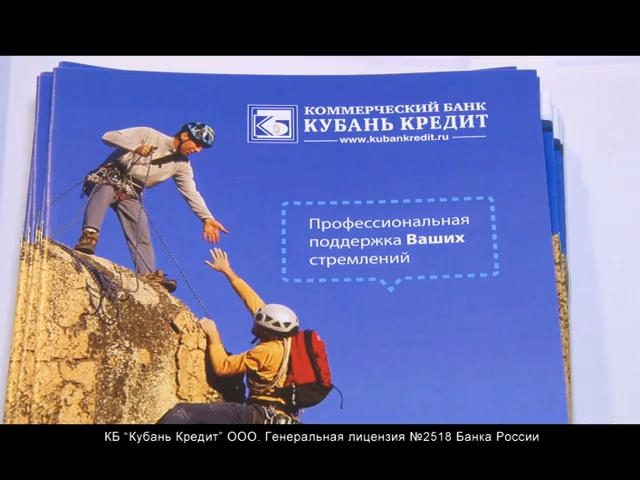 КБ
КОММЕРЧЕСКИЙ БАНК
КУБАНЬ КРЕДИТ
www.kubankredit.ru
Профессиональная
поддержка Ваших
стремлений
КБ "Кубань Кредит" ООО. Генеральная лицензия №2518 Банка России